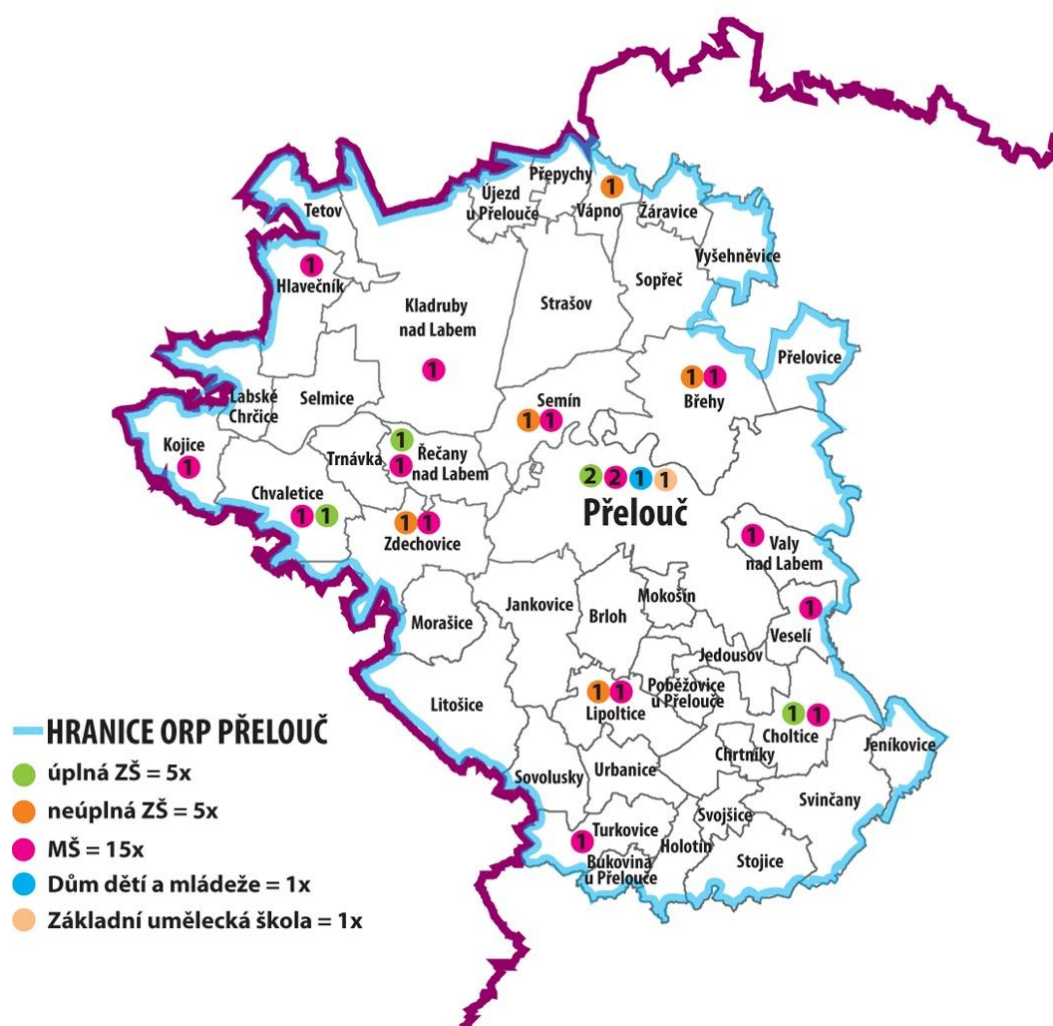 Přepychy
Újezd
u Přelouče
1
Vápno
Žáravice
Tetov
Vyšehněvice
1
Hlavečník
Sopřeč
Kladruby
nad Labem
Strašov
Přelovice
1
1 1
Břehy
Labské
Chrčice
Selmice
Semín
1 1
Kojice
1
Trnávka
1
1
Řečany
nad Labem
2 2 1 1
Přelouč
Chvaletice
1 1
1 1
Zdechovice
1
Valy
nad Labem
Morašice
Jankovice
Brloh
Mokošín
1
Veselí
Jedousov
Litošice
1 1
Lipoltice
Poběžovice
u Přelouče
1 1
Choltice
Jeníkovice
Chrtníky
Sovolusky
Urbanice
Svinčany
Svojšice
1
Turkovice
Holotín
Bukovina
u Přelouče
Stojice
HRANICE ORP PŘELOUČ
úplná ZŠ = 5x
neúplná ZŠ = 5x
MŠ = 15x
Dům dětí a mládeže = 1x
Základní umělecká škola = 1x